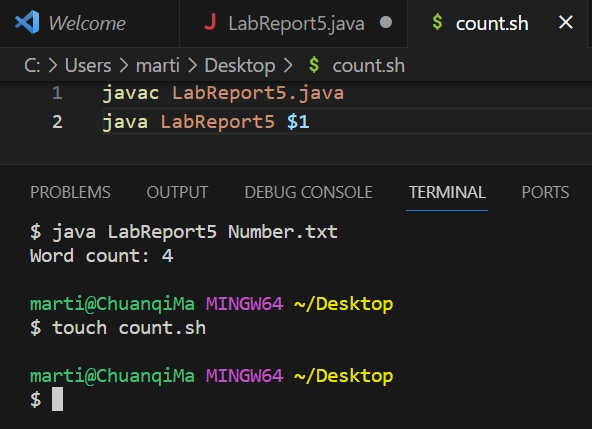 Welcome J LabReport5.java $ count.sh
C: > Users > marti > Desktop > $ count.sh
1 javac LabReport5.java
2 java LabReport5 $1
PROBLEMS OUTPUT DEBUG CONSOLE TERMINAL PORTS
$ java LabReport5 Number.txt
Word count: 4
marti@ChuanqiMa MINGW64 ~/Desktop
$ touch count.sh
marti@ChuanqiMa MINGW64 ~/Desktop
$